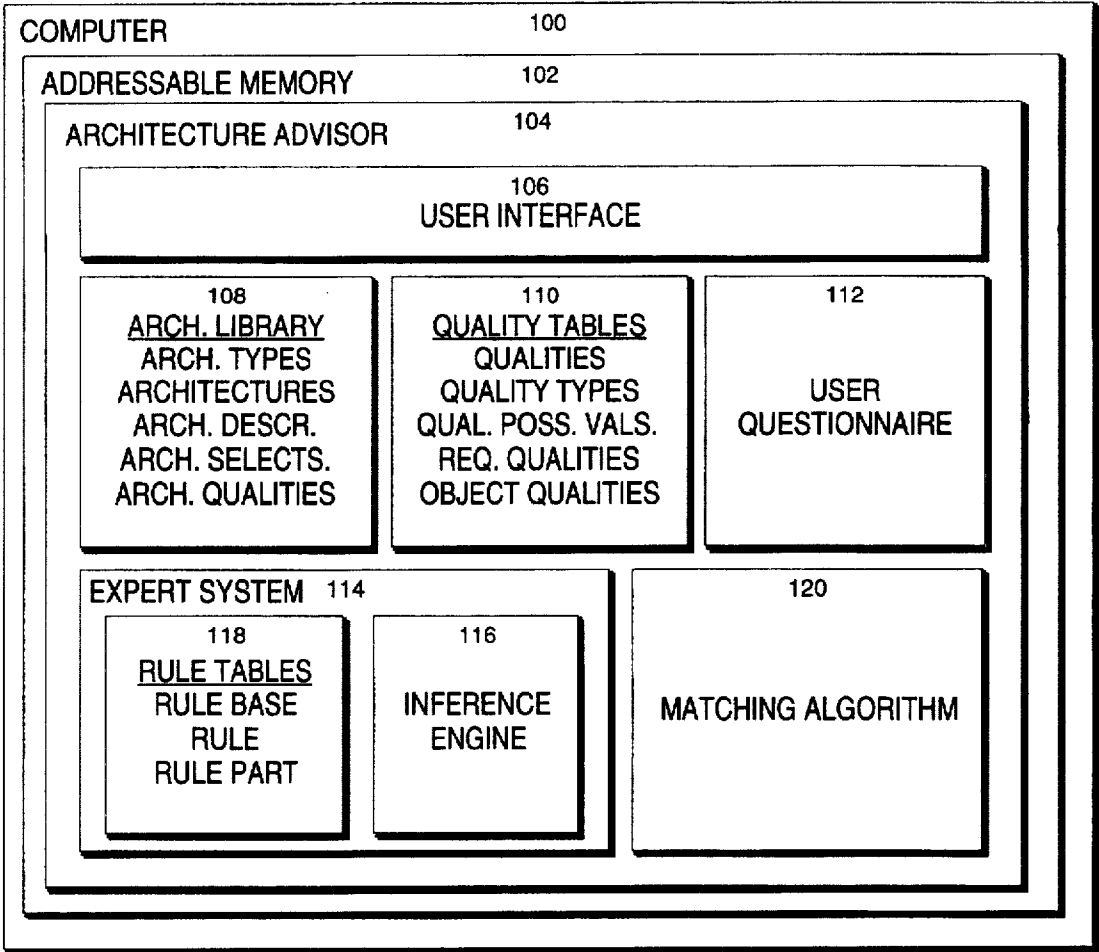 COMPUTER 100
ADDRESSABLE MEMORY 102
ARCHITECTURE ADVISOR 104
106
USER INTERFACE
108
ARCH. LIBRARY
ARCH. TYPES
ARCHITECTURES
ARCH. DESCR.
ARCH. SELECTS.
ARCH. QUALITIES
110
QUALITY TABLES
QUALITIES
QUALITY TYPES
QUAL. POSS. VALS.
REQ. QUALITIES
OBJECT QUALITIES
112
USER
QUESTIONNAIRE
EXPERT SYSTEM 114
118
RULE TABLES
RULE BASE
RULE
RULE PART
116
INFERENCE
ENGINE
120
MATCHING ALGORITHM